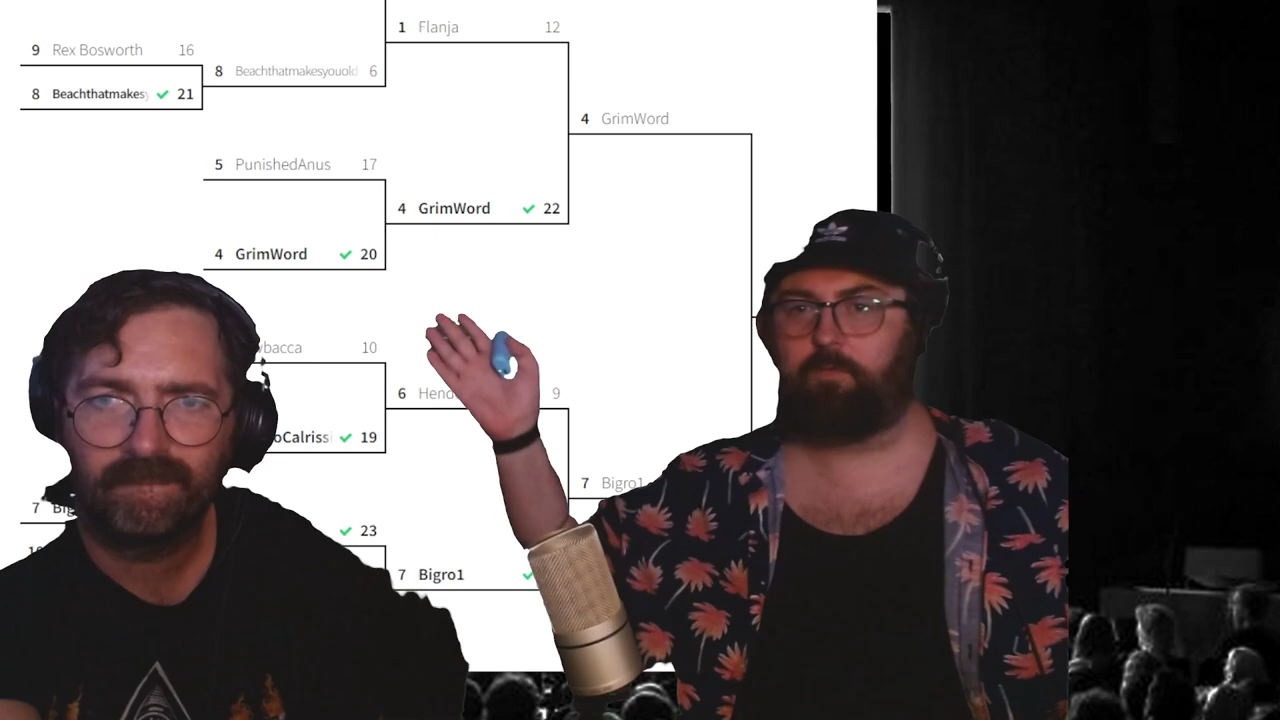 1 Flanja 12
9 Rex Bosworth 16
8 Beachthatmakesyouold 6
8 Beachthatmakes 21
4 GrimWord
5 PunishedAnus 17
4 GrimWord 22
4 GrimWord 20
10
6 9
19
7 Bigro1
7
23
7 Bigro1